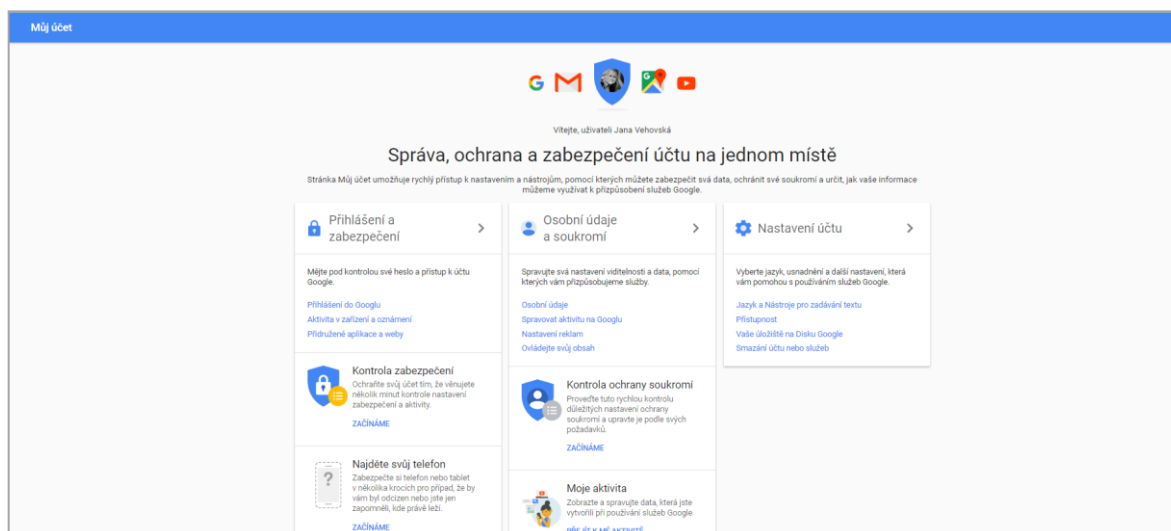 Můj účet
Vítejte, uživateli Jana Vehovská
Správa, ochrana a zabezpečení účtu na jednom místě
Stránka Můj účet umožňuje rychlý přístup k nastavením a nástrojům, pomocí kterých můžete zabezpečit svá data, ochránit své soukromí a určit, jak vaše informace
můžeme využívat k přizpůsobení služeb Google.
Přihlášení a
zabezpečení
Mějte pod kontrolou své heslo a přístup k účtu
Google.
Přihlášení do Googlu
Aktivita v zařízení a oznámení
Přidružené aplikace a weby
Kontrola zabezpečení
Ochraňte svůj účet tím, že věnujete
několik minut kontrole nastavení
zabezpečení a aktivity.
ZAČÍNÁME
Najděte svůj telefon
Zabezpečte si telefon nebo tablet
v několika krocích pro případ, že by
vám byl odcizen nebo jste jen
zapomněli, kde právě leží.
ZAČÍNÁME
Osobní údaje
a soukromí
Spravujte svá nastavení viditelnosti a data, pomocí
kterých vám přizpůsobujeme služby.
Osobní údaje
Spravovat aktivitu na Googlu
Nastavení reklam
Ovládejte svůj obsah
Kontrola ochrany soukromí
Proveďte tuto rychlou kontrolu
důležitých nastavení ochrany
soukromí a upravte je podle svých
požadavků.
ZAČÍNÁME
Moje aktivita
Zobrazte a spravujte data, která jste
vytvořili při používání služeb Google
PŘEJÍT K MÉ AKTIVITĚ
Nastavení účtu
Vyberte jazyk, usnadnění a další nastavení, která
vám pomohou s používáním služeb Google.
Jazyk a Nástroje pro zadávání textu
Přístupnost
Vaše úložiště na Disku Google
Smazání účtu nebo služeb